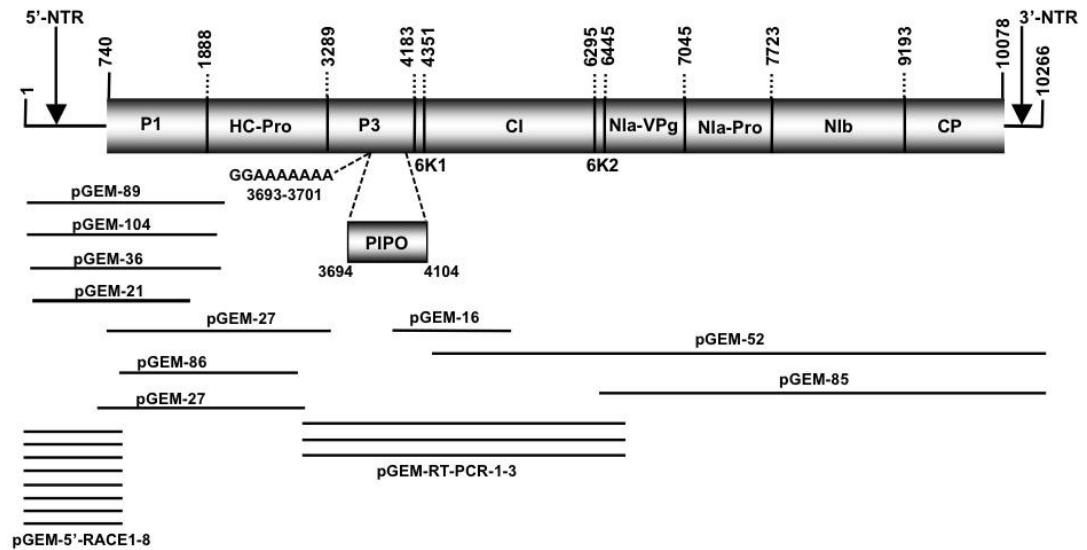 5'-NTR
3'-NTR
1
740
1888
3289
4183
4351
6295
6445
7045
7723
9193
10078
10266
P1
HC-Pro
P3
CI
NIa-VPg
NIa-Pro
NIb
CP
6K1
6K2
GGAAAAAAA
3693-3701
PIPO
3694
4104
pGEM-89
pGEM-104
pGEM-36
pGEM-21
pGEM-27
pGEM-16
pGEM-52
pGEM-86
pGEM-85
pGEM-27
pGEM-RT-PCR-1-3
pGEM-5'-RACE1-8